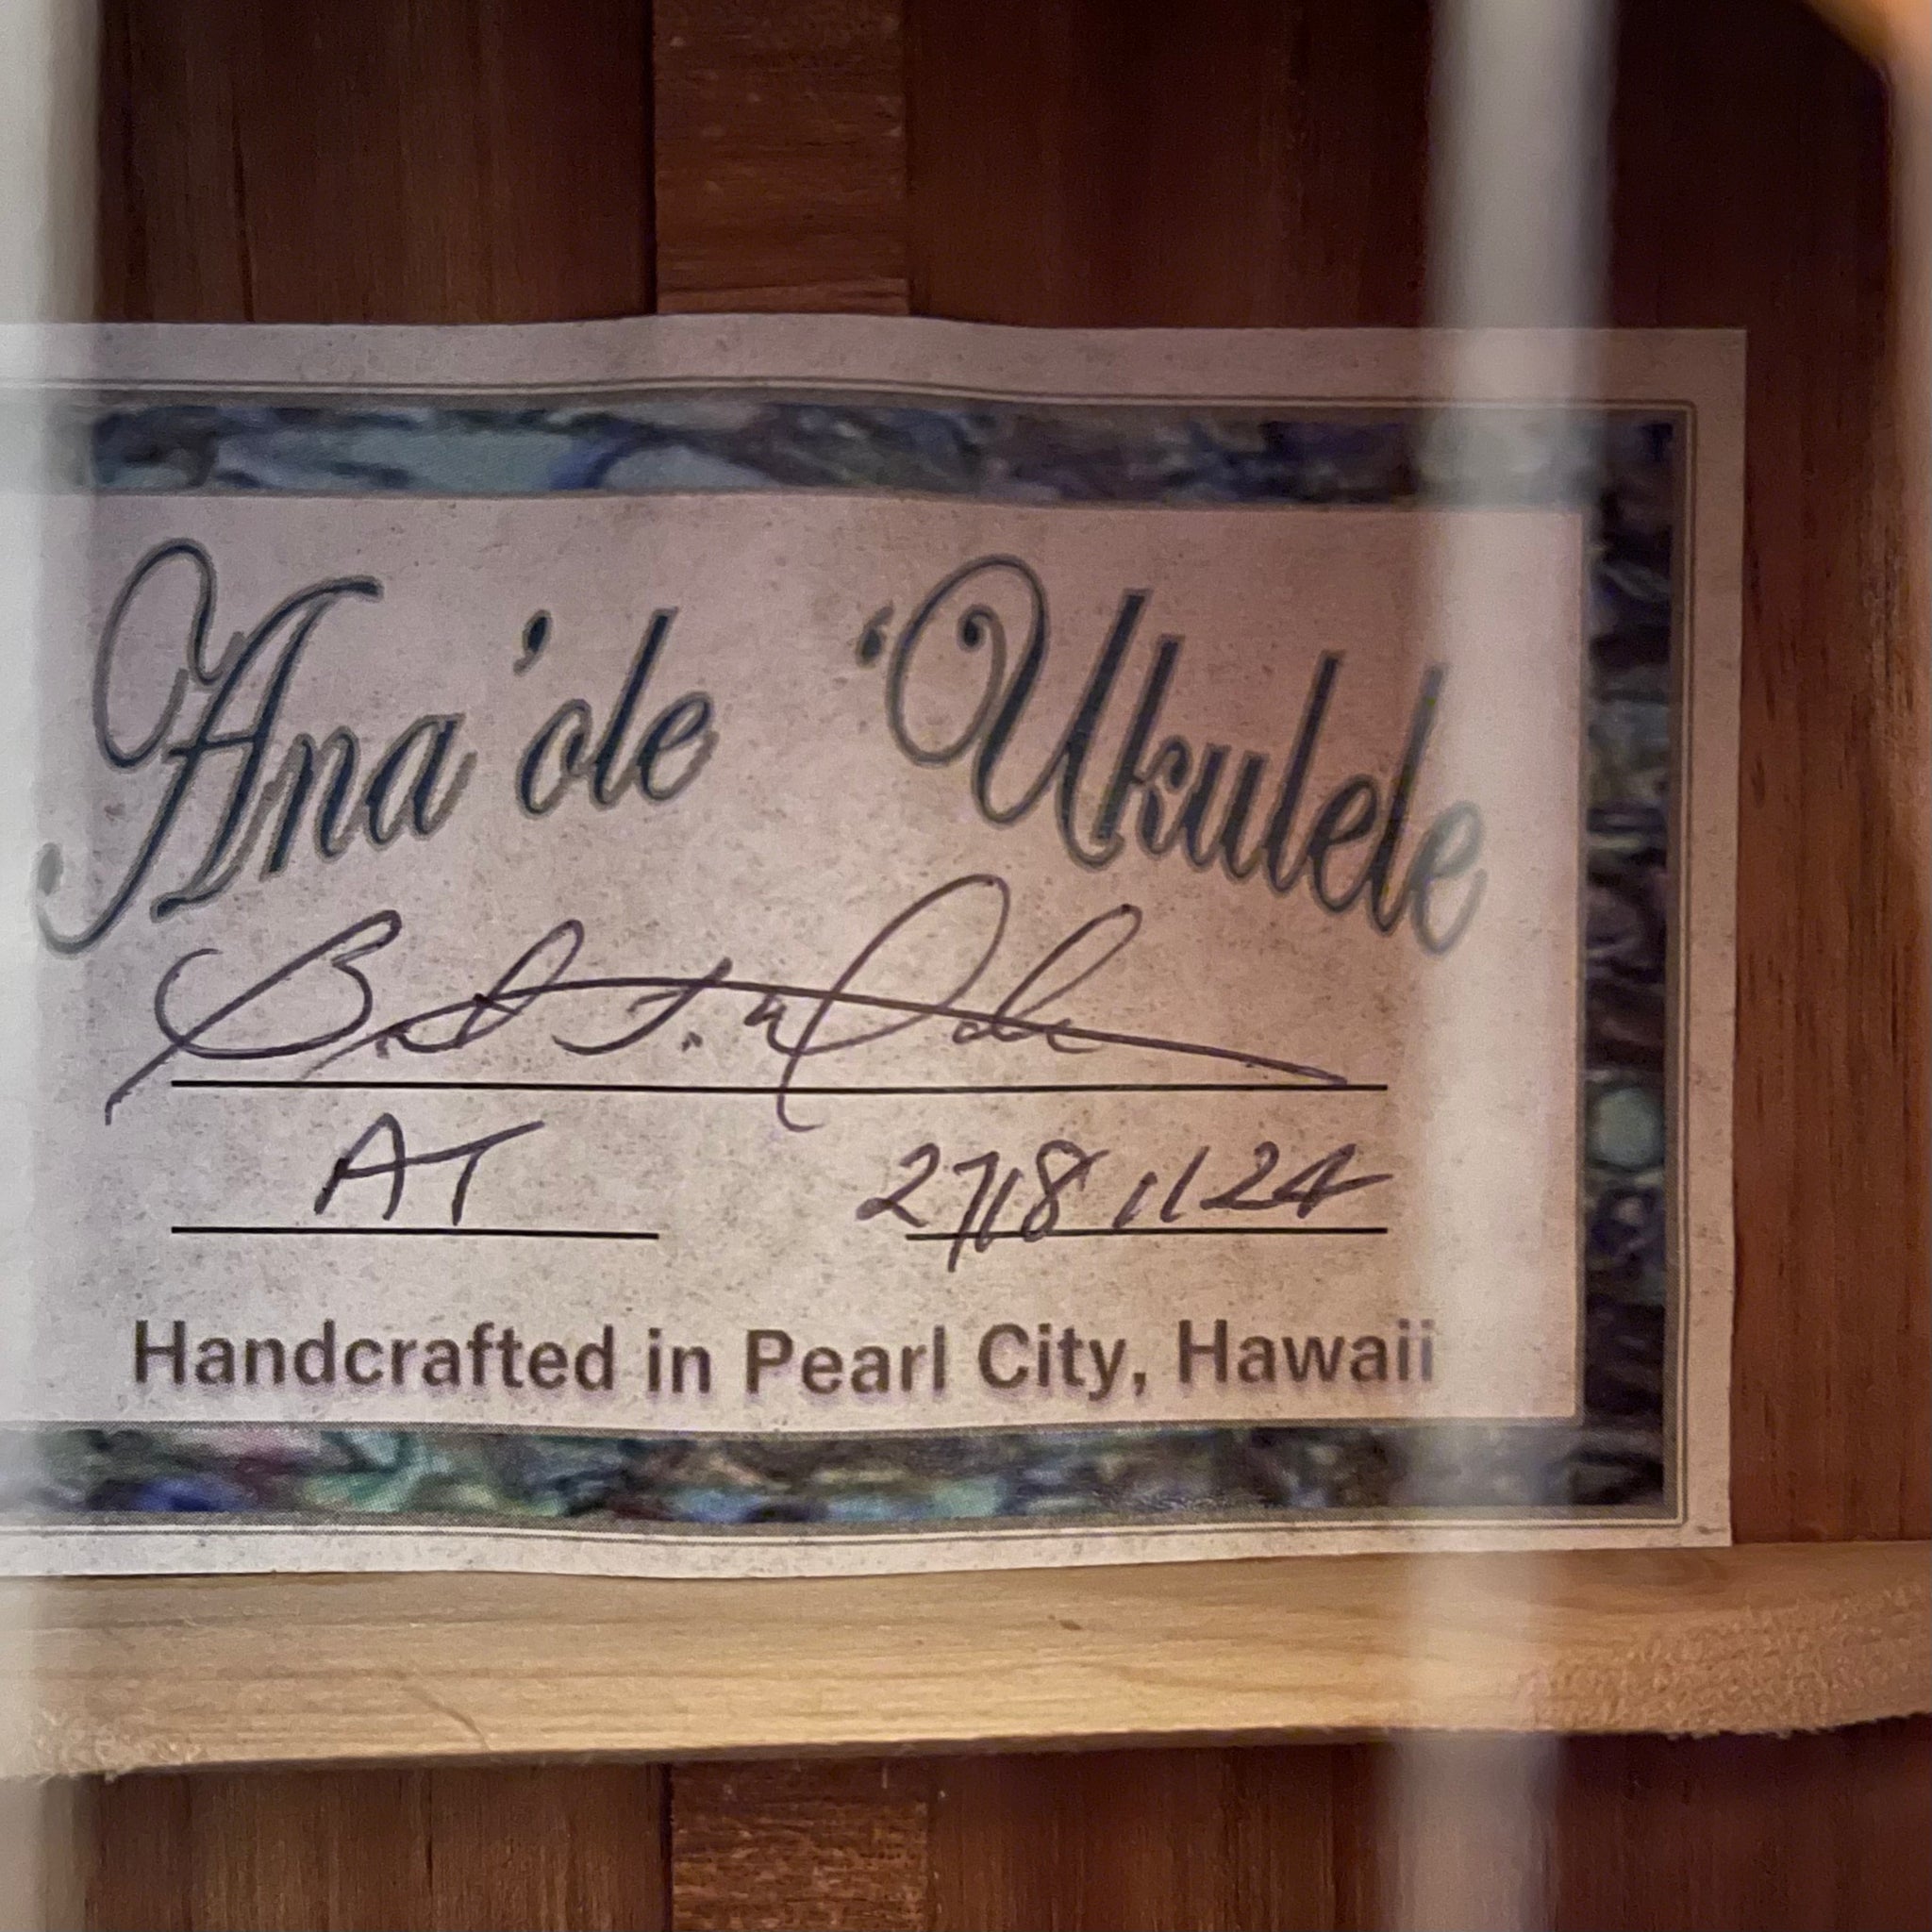 Ana'ole 'Ukulele
AT 2718 1124
Handcrafted in Pearl City, Hawaii